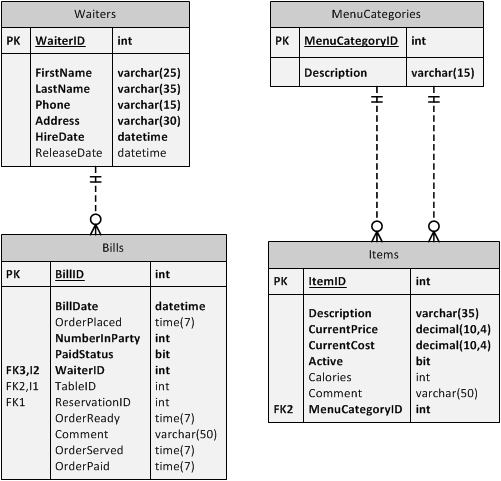 Waiters
PK WaiterID int
FirstName varchar(25)
LastName varchar(35)
Phone varchar(15)
Address varchar(30)
HireDate datetime
ReleaseDate datetime
MenuCategories
PK MenuCategoryID int
Description varchar(15)
Bills
PK BillID int
BillDate datetime
OrderPlaced time(7)
NumberInParty int
PaidStatus bit
FK3,I2 WaiterID int
FK2,I1 TableID int
FK1 ReservationID int
OrderReady time(7)
Comment varchar(50)
OrderServed time(7)
OrderPaid time(7)
Items
PK ItemID int
Description varchar(35)
CurrentPrice decimal(10,4)
CurrentCost decimal(10,4)
Active bit
Calories int
Comment varchar(50)
FK2 MenuCategoryID int